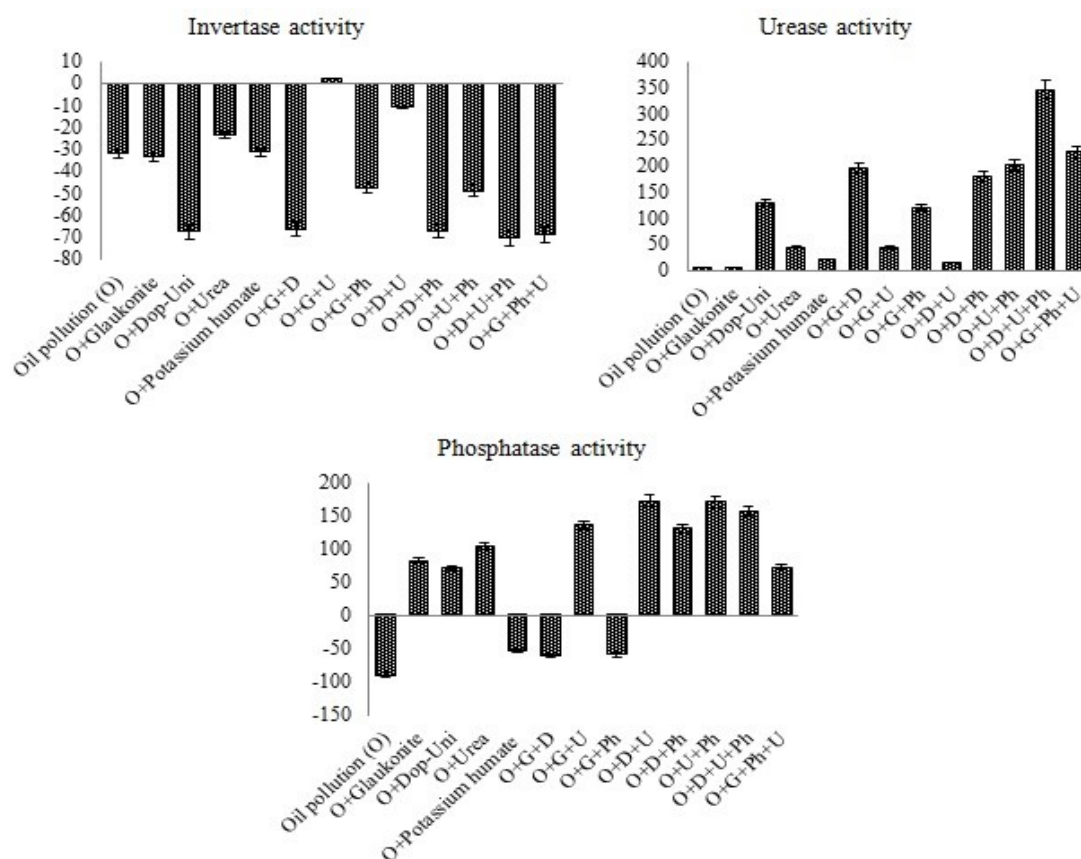 Invertase activity
10
0
-10
-20
-30
-40
-50
-60
-70
-80
Oil pollution (O)
O+Glaukonite
O+Dop-Uni
O+Urea
O+Potassium humate
O+G+D
O+G+U
O+G+Ph
O+D+U
O+D+Ph
O+U+Ph
O+D+U+Ph
O+G+Ph+U
Urease activity
400
350
300
250
200
150
100
50
0
Oil pollution (O)
O+Glaukonite
O+Dop-Uni
O+Urea
O+Potassium humate
O+G+D
O+G+U
O+G+Ph
O+D+U
O+D+Ph
O+U+Ph
O+D+U+Ph
O+G+Ph+U
Phosphatase activity
200
150
100
50
0
-50
-100
-150
Oil pollution (O)
O+Glaukonite
O+Dop-Uni
O+Urea
O+Potassium humate
O+G+D
O+G+U
O+G+Ph
O+D+U
O+D+Ph
O+U+Ph
O+D+U+Ph
O+G+Ph+U